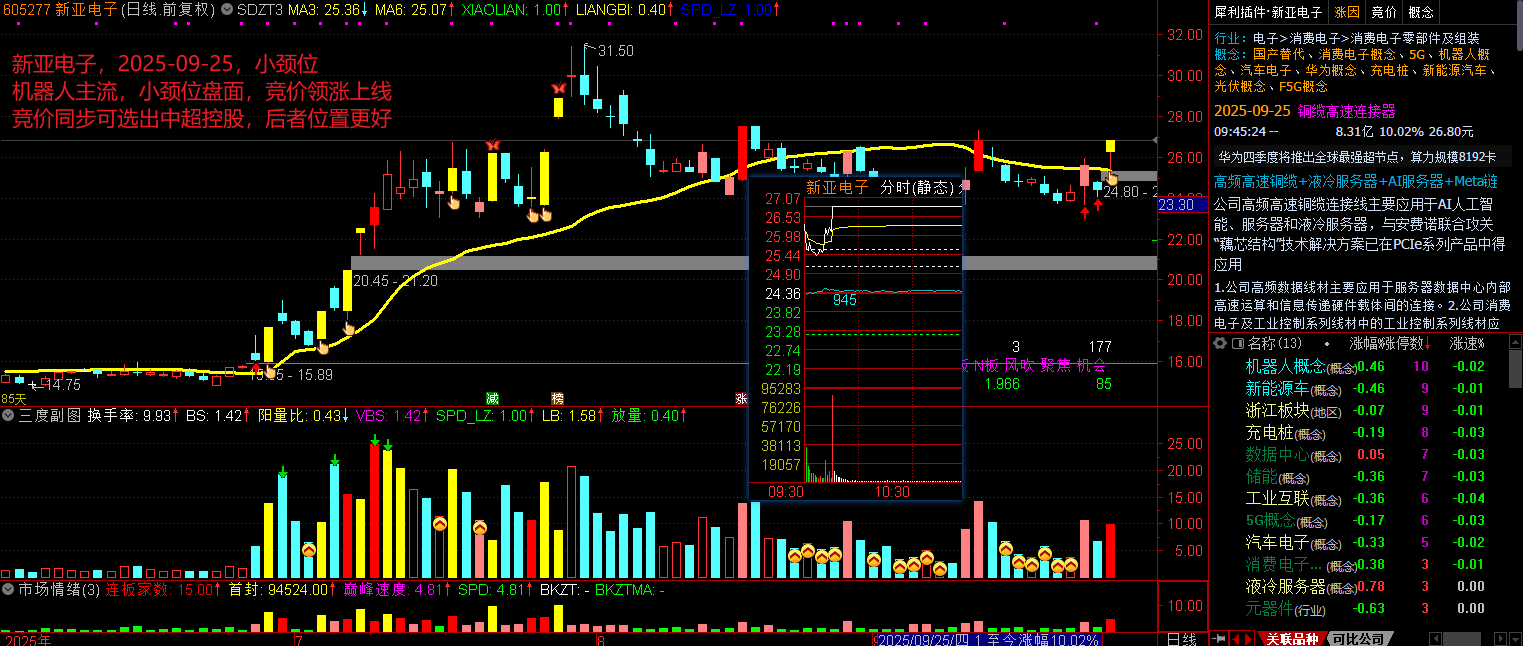 605277 新亚电子(日线.前复权) SDZT3 MA3: 25.36↓ MA6: 25.07↑ XIAOLIAN: 1.00↑ LIANGBI: 0.40↑ SPD_LZ 1.00↑
新亚电子，2025-09-25，小颈位
机器人主流，小颈位盘面，竞价领涨上线
竞价同步可选出中超控股，后者位置更好
31.50
20.45 - 21.20
15.89
14.75
24.80 - 2
85天
减
榜
涨
32.00
30.00
28.00
26.00
23.30
22.00
20.00
18.00
16.00
新亚电子 分时(静态)
27.07
26.53
25.98
25.44
24.90
24.36
23.82
23.28
22.74
22.19
95283
76228
57170
38113
19057
945
09:30
10:30
3
177
N板 风吹 聚焦 机会
1.966
85
三度副图 换手率: 9.93↑ BS: 1.42↑ 阳量比: 0.43↓ VBS: 1.42↑ SPD_LZ: 1.00↑ LB: 1.58↑ 放量: 0.40↑
25.00
20.00
15.00
10.00
5.00
市场情绪(3) 连板家数: 15.00↑ 首封: 94524.00↑ 巅峰速度: 4.81↑ SPD: 4.81↑ BKZT: - BKZTMA: -
10.00
2025年
7
8
2025/09/25/四 1 至今涨幅10.02%
日线
犀利插件·新亚电子 涨因 竞价 概念
行业: 电子>消费电子>消费电子零部件及组装
概念: 国产替代、消费电子概念、5G、机器人概
念、汽车电子、华为概念、充电桩、新能源汽车、
光伏概念、F5G概念
2025-09-25 铜缆高速连接器
09:45:24 -- 8.31亿 10.02% 26.80元
华为四季度将推出全球最强超节点，算力规模8192卡
高频高速铜缆+液冷服务器+AI服务器+Meta链
公司高频高速铜缆连接线主要应用于AI人工智
能、服务器和液冷服务器，与安费诺联合攻关
“藕芯结构”技术解决方案已在PCIe系列产品中得
应用
1.公司高频数据线材主要应用于服务器数据中心内部
高速运算和信息传递硬件载体间的连接。2.公司消费
电子及工业控制系列线材中的工业控制系列线材应
名称(13) • 涨幅% 涨停数↓ 涨速%
机器人概念(概念) -0.46 10 -0.02
新能源车(概念) -0.46 9 -0.01
浙江板块(地区) -0.07 9 -0.01
充电桩(概念) -0.19 8 -0.03
数据中心(概念) 0.05 7 -0.03
储能(概念) -0.36 7 -0.03
工业互联(概念) -0.36 6 -0.04
5G概念(概念) -0.17 6 -0.03
汽车电子(概念) -0.33 5 -0.02
消费电子...(概念) -0.38 3 -0.01
液冷服务器(概念) 0.78 3 0.00
元器件(行业) -0.63 3 0.00
关联品种 可比公司